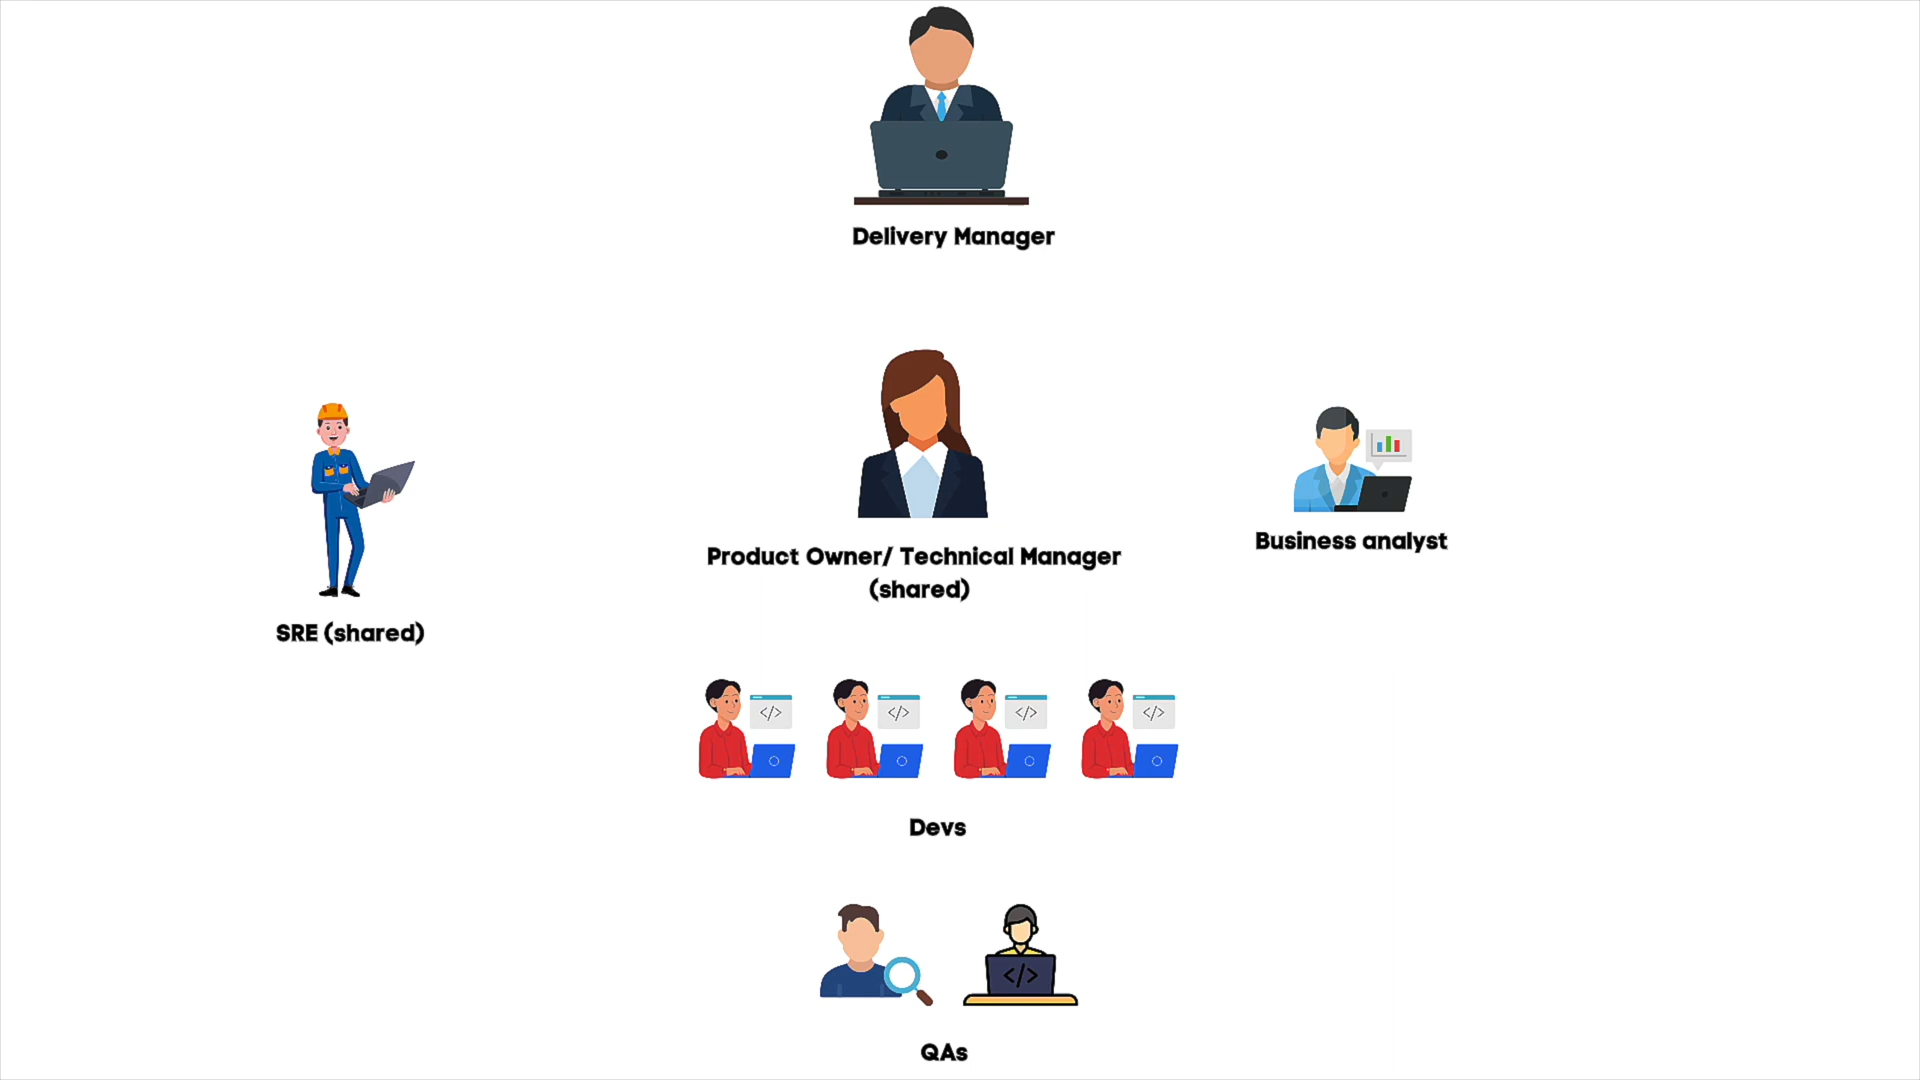 Delivery Manager
Product Owner/ Technical Manager
(shared)
Business analyst
SRE (shared)
</>
</>
</>
</>
Devs
</>
QAs